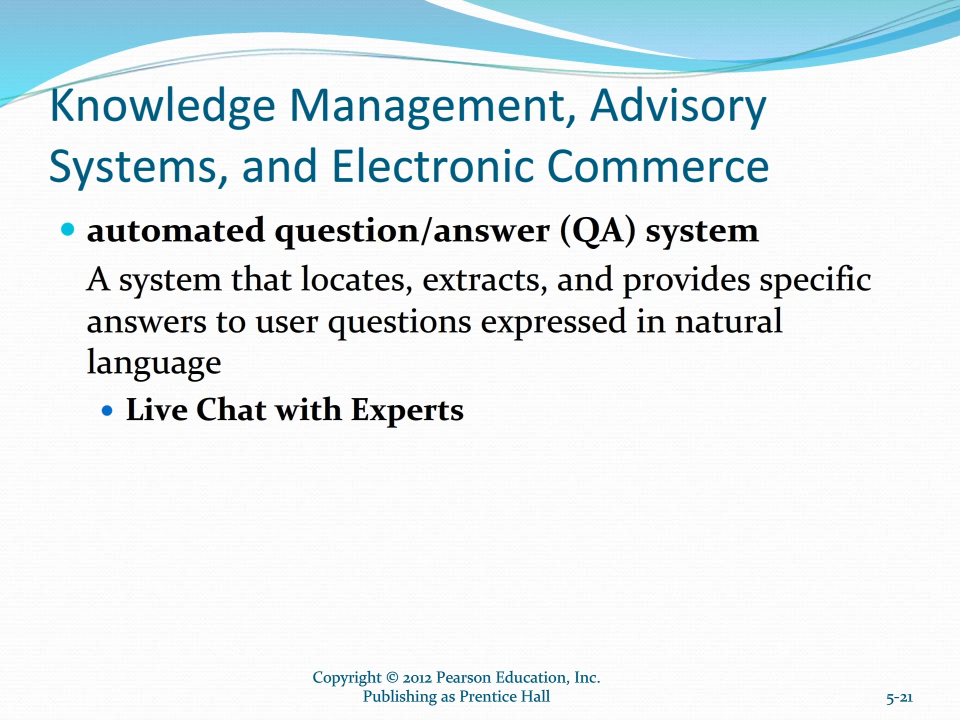 Knowledge Management, Advisory
Systems, and Electronic Commerce
• automated question/answer (QA) system
A system that locates, extracts, and provides specific
answers to user questions expressed in natural
language
• Live Chat with Experts
Copyright © 2012 Pearson Education, Inc.
Publishing as Prentice Hall
5-21